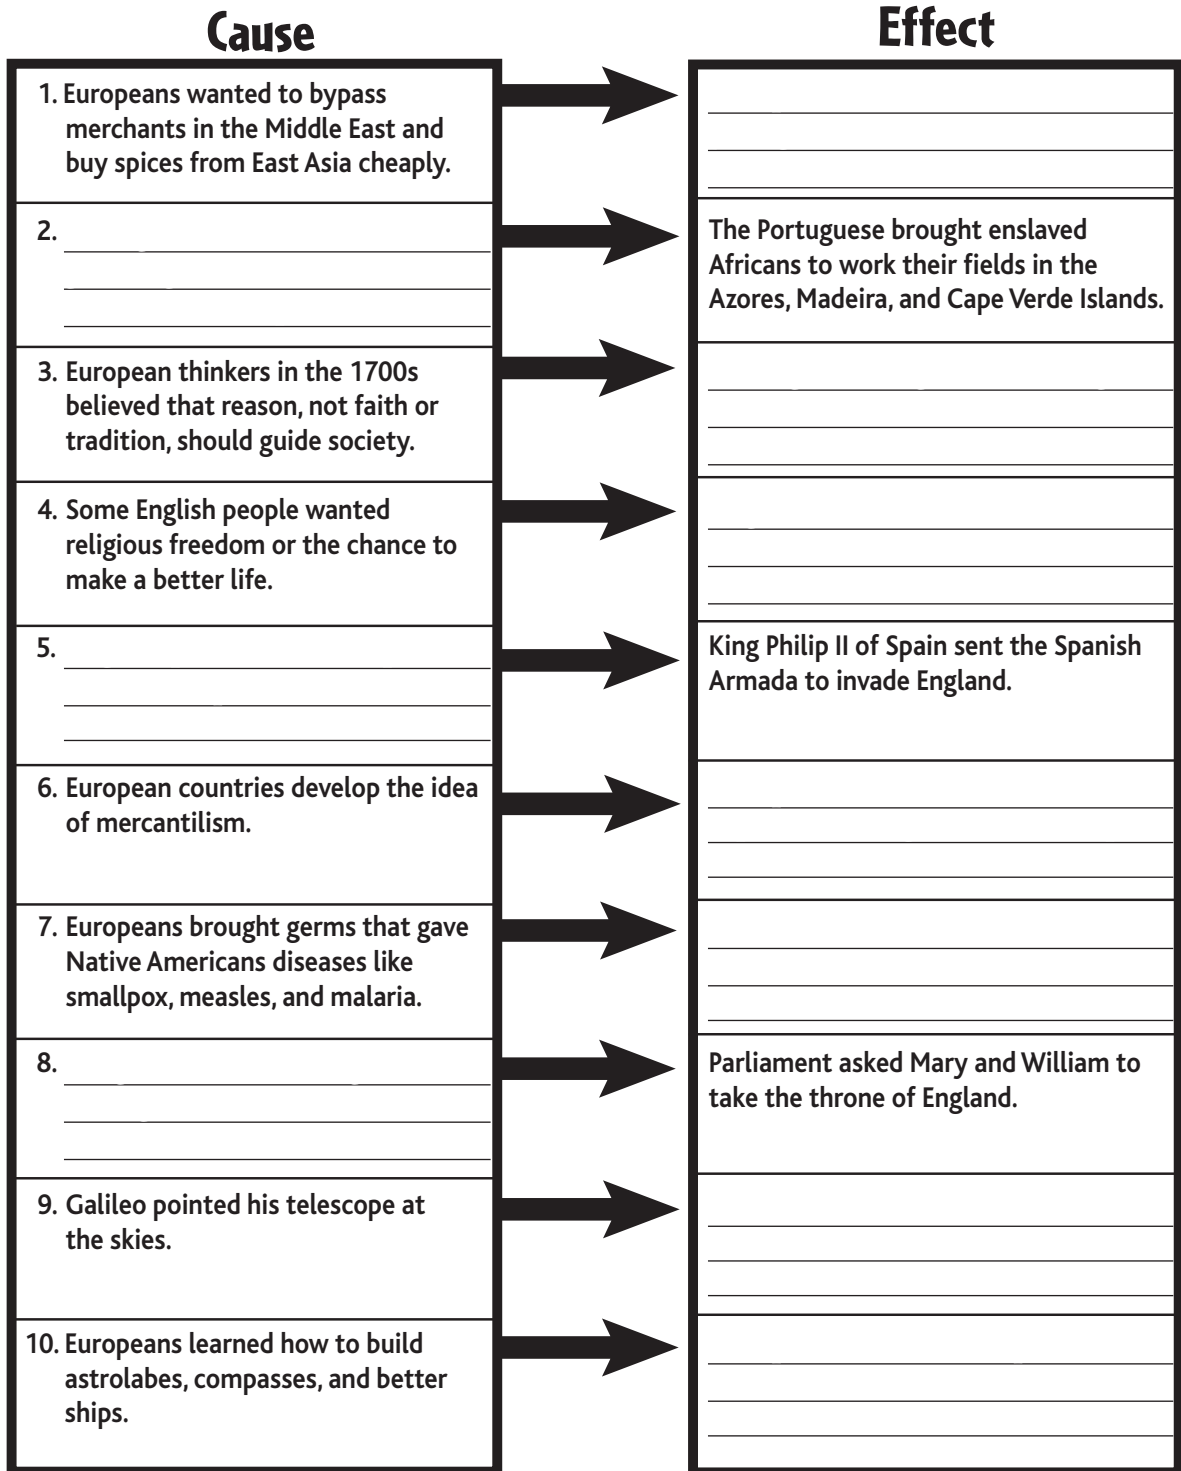 Cause
Effect
1. Europeans wanted to bypass
merchants in the Middle East and
buy spices from East Asia cheaply.
2.
The Portuguese brought enslaved
Africans to work their fields in the
Azores, Madeira, and Cape Verde Islands.
3. European thinkers in the 1700s
believed that reason, not faith or
tradition, should guide society.
4. Some English people wanted
religious freedom or the chance to
make a better life.
5.
King Philip II of Spain sent the Spanish
Armada to invade England.
6. European countries develop the idea
of mercantilism.
7. Europeans brought germs that gave
Native Americans diseases like
smallpox, measles, and malaria.
8.
Parliament asked Mary and William to
take the throne of England.
9. Galileo pointed his telescope at
the skies.
10. Europeans learned how to build
astrolabes, compasses, and better
ships.